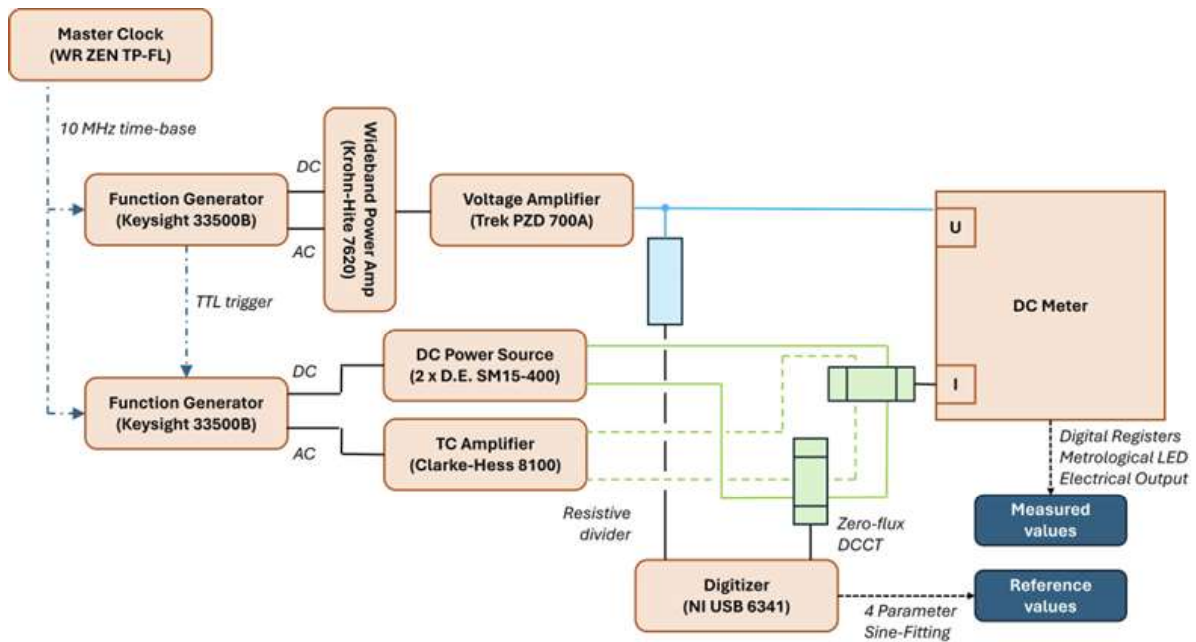 Master Clock
(WR ZEN TP-FL)
10 MHz time-base
Function Generator
(Keysight 33500B)
DC
AC
Wideband Power Amp
(Krohn-Hite 7620)
Voltage Amplifier
(Trek PZD 700A)
U
DC Meter
I
TTL trigger
Function Generator
(Keysight 33500B)
DC
AC
DC Power Source
(2 x D.E. SM15-400)
TC Amplifier
(Clarke-Hess 8100)
Resistive
divider
Zero-flux
DCCT
Digital Registers
Metrological LED
Electrical Output
Measured
values
Digitizer
(NI USB 6341)
4 Parameter
Sine-Fitting
Reference
values